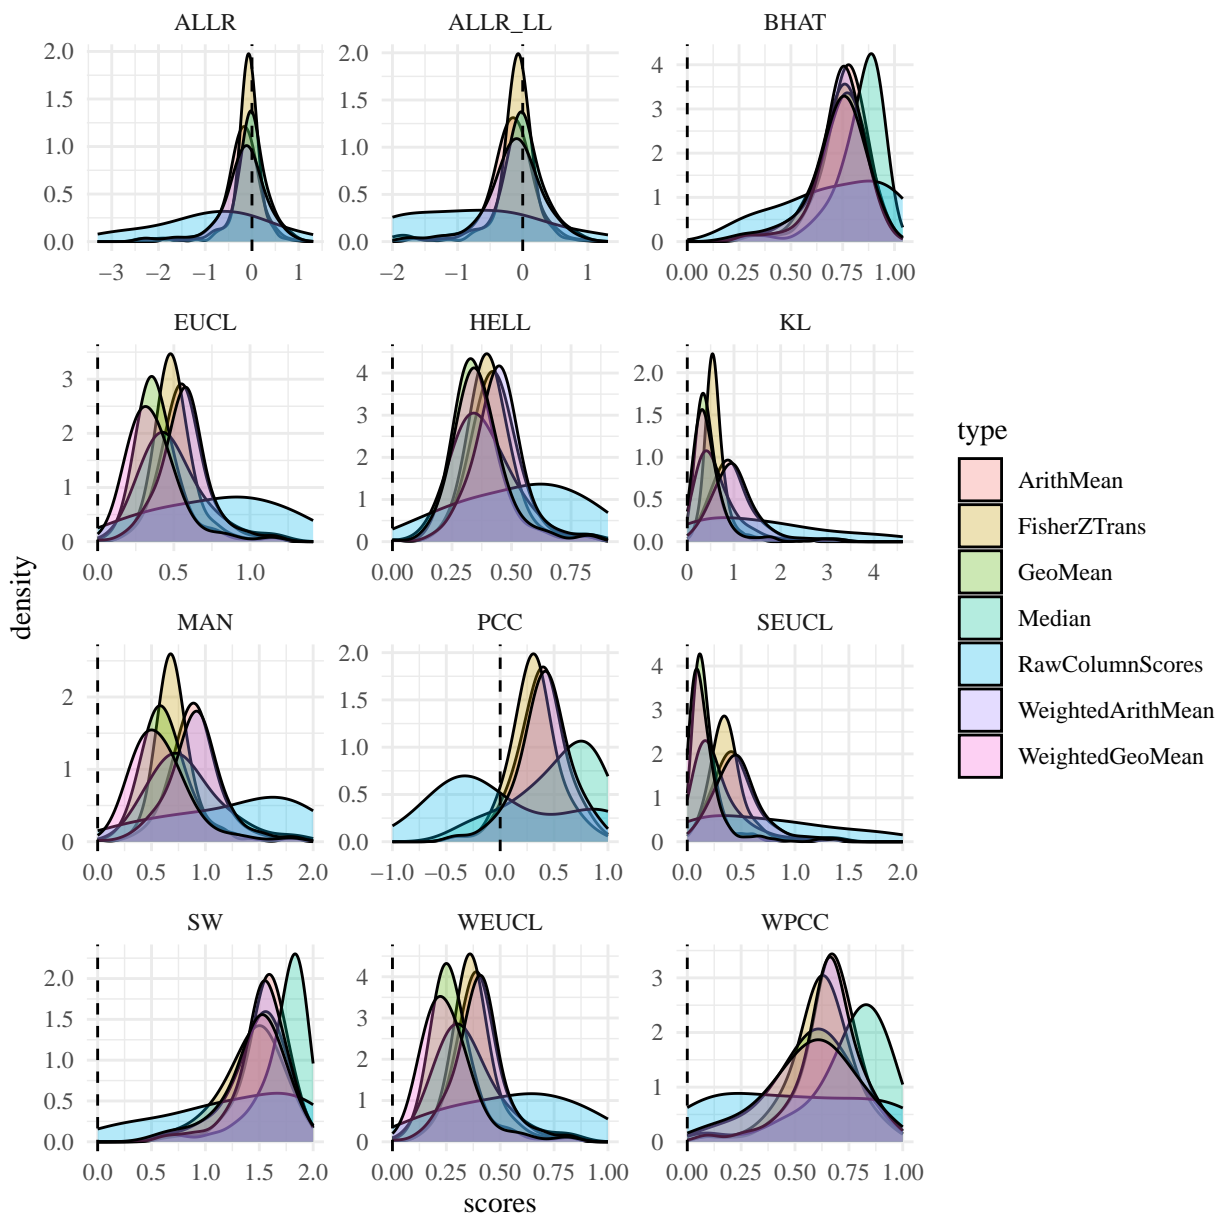 ALLR ALLR_LL BHAT
2.0 2.0 4
1.5 1.5 3
1.0 1.0 2
0.5 0.5 1
0.0 0.0 0
−3 −2 −1 0 1 −2 −1 0 1 0.00 0.25 0.50 0.75 1.00
EUCL HELL KL
3 4 2.0
2 3 1.5
1 2 1.0
0 1 0.5
0 0.0
0.0 0.5 1.0 0.00 0.25 0.50 0.75 0 1 2 3 4
MAN PCC SEUCL
2 2.0 4
1 1.5 3
0 1.0 2
0.5 1
0.0 0
0.0 0.5 1.0 1.5 2.0 −1.0 −0.5 0.0 0.5 1.0 0.0 0.5 1.0 1.5 2.0
SW WEUCL WPCC
2.0 4 3
1.5 3 2
1.0 2 1
0.5 1 0
0.0 0
0.0 0.5 1.0 1.5 2.0 0.00 0.25 0.50 0.75 1.00 0.00 0.25 0.50 0.75 1.00
scores
density
type
ArithMean
FisherZTrans
GeoMean
Median
RawColumnScores
WeightedArithMean
WeightedGeoMean